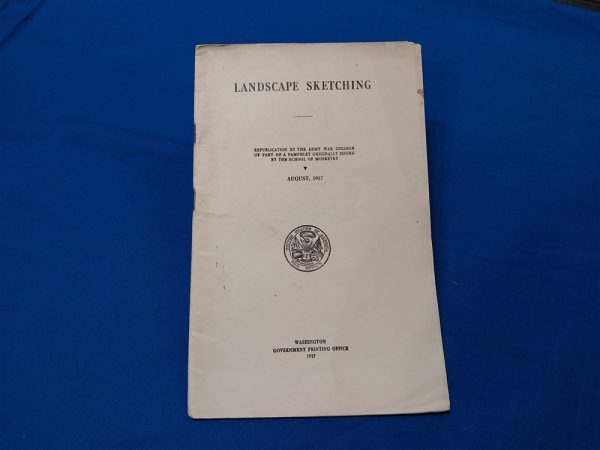 LANDSCAPE SKETCHING
REPUBLICATION BY THE ARMY WAR COLLEGE
OF PART OF A PAMPHLET ORIGINALLY ISSUED
BY THE SCHOOL OF MUSKETRY
AUGUST, 1917
WASHINGTON
GOVERNMENT PRINTING OFFICE
1917